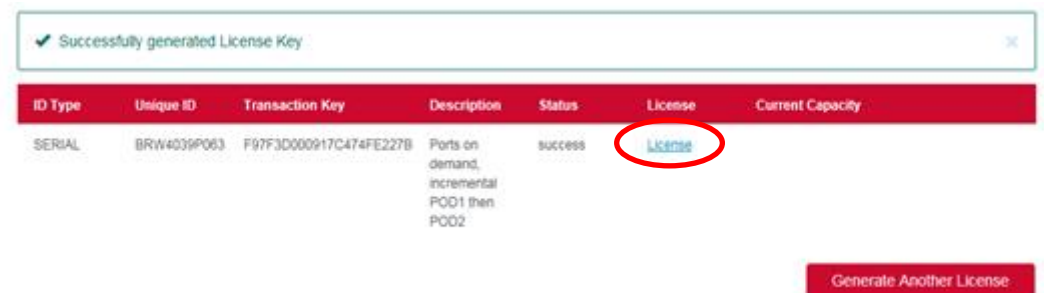 ✔ Successfully generated License Key ×
ID Type Unique ID Transaction Key Description Status License Current Capacity
SERIAL BRW4039P063 F97F3D000917C474FE227B Ports on success License
demand,
incremental
POD1 then
POD2
Generate Another License